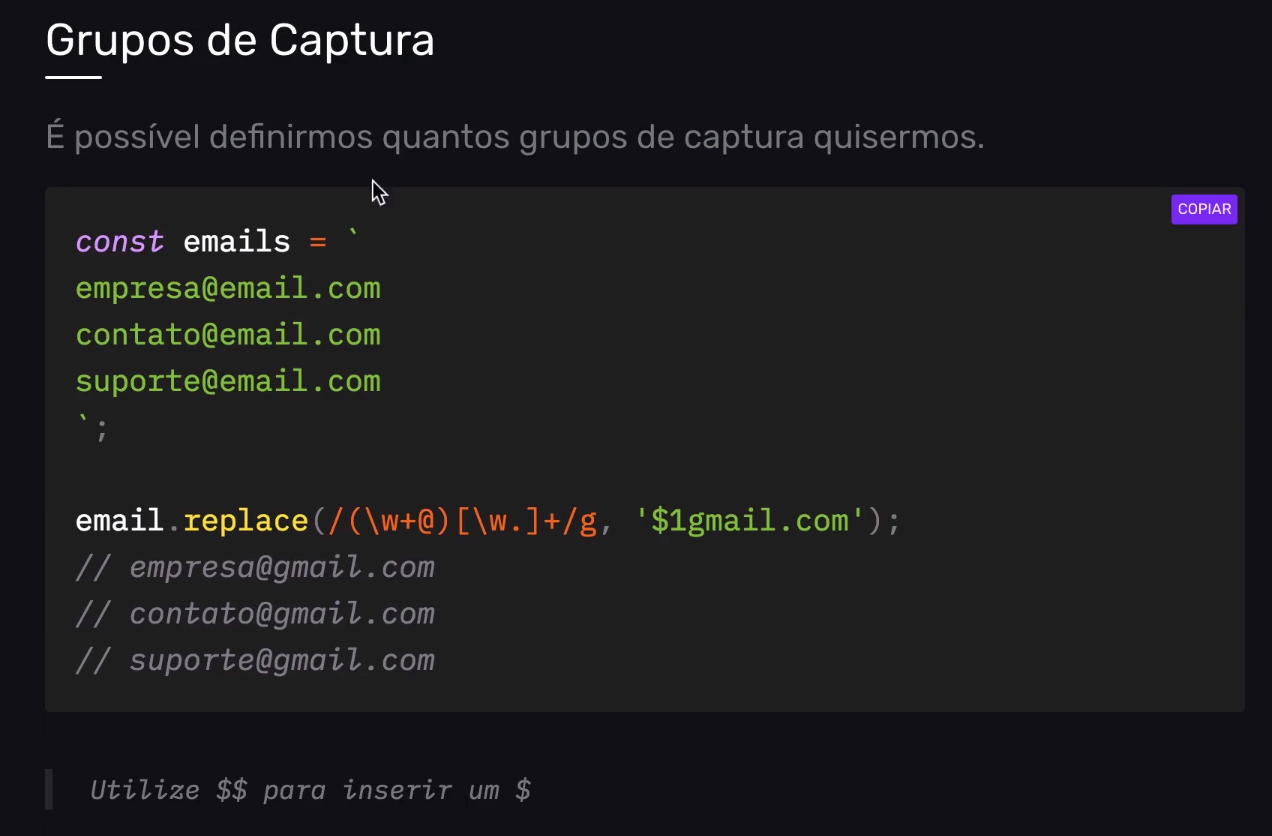 Grupos de Captura
É possível definirmos quantos grupos de captura quisermos.
COPIAR
const emails = `
empresa@email.com
contato@email.com
suporte@email.com
`;
email.replace(/(\w+@)[\w.]+/g, '$1gmail.com');
// empresa@gmail.com
// contato@gmail.com
// suporte@gmail.com
Utilize $$ para inserir um $